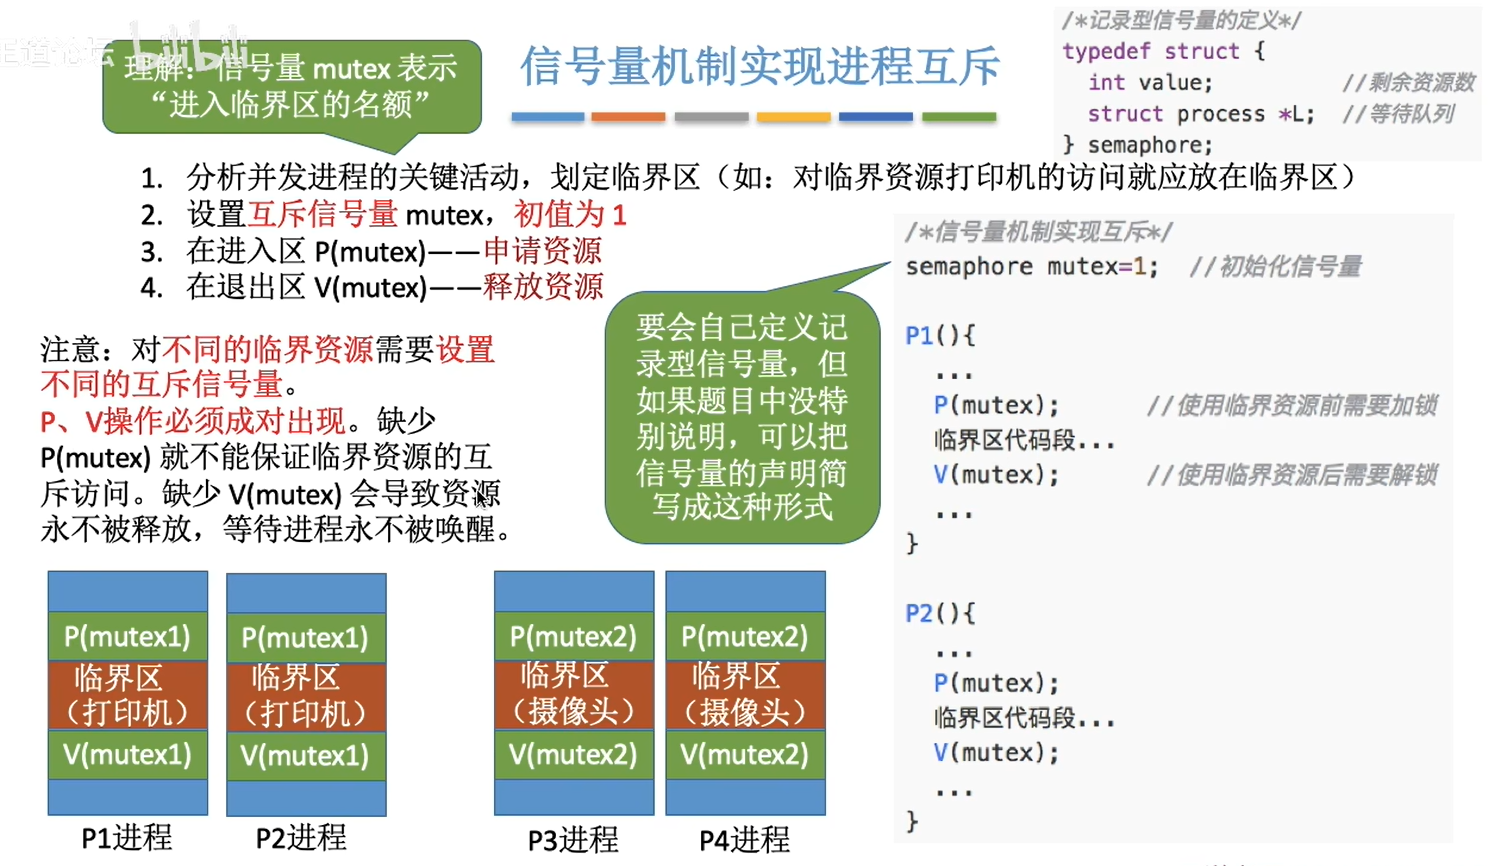 王道论坛 bilibili
理解：信号量 mutex 表示
“进入临界区的名额”
信号量机制实现进程互斥
/*记录型信号量的定义*/
typedef struct {
int value; //剩余资源数
struct process *L; //等待队列
} semaphore;
1. 分析并发进程的关键活动，划定临界区（如：对临界资源打印机的访问就应放在临界区）
2. 设置互斥信号量 mutex，初值为 1
3. 在进入区 P(mutex)——申请资源
4. 在退出区 V(mutex)——释放资源
注意：对不同的临界资源需要设置
不同的互斥信号量。
P、V操作必须成对出现。缺少
P(mutex) 就不能保证临界资源的互
斥访问。缺少 V(mutex) 会导致资源
永不被释放，等待进程永不被唤醒。
要会自己定义记
录型信号量，但
如果题目中没特
别说明，可以把
信号量的声明简
写成这种形式
/*信号量机制实现互斥*/
semaphore mutex=1; //初始化信号量
P1(){
...
P(mutex); //使用临界资源前需要加锁
临界区代码段...
V(mutex); //使用临界资源后需要解锁
...
}
P2(){
...
P(mutex);
临界区代码段...
V(mutex);
...
}
P(mutex1)
临界区
（打印机）
V(mutex1)
P1进程
P(mutex1)
临界区
（打印机）
V(mutex1)
P2进程
P(mutex2)
临界区
（摄像头）
V(mutex2)
P3进程
P(mutex2)
临界区
（摄像头）
V(mutex2)
P4进程